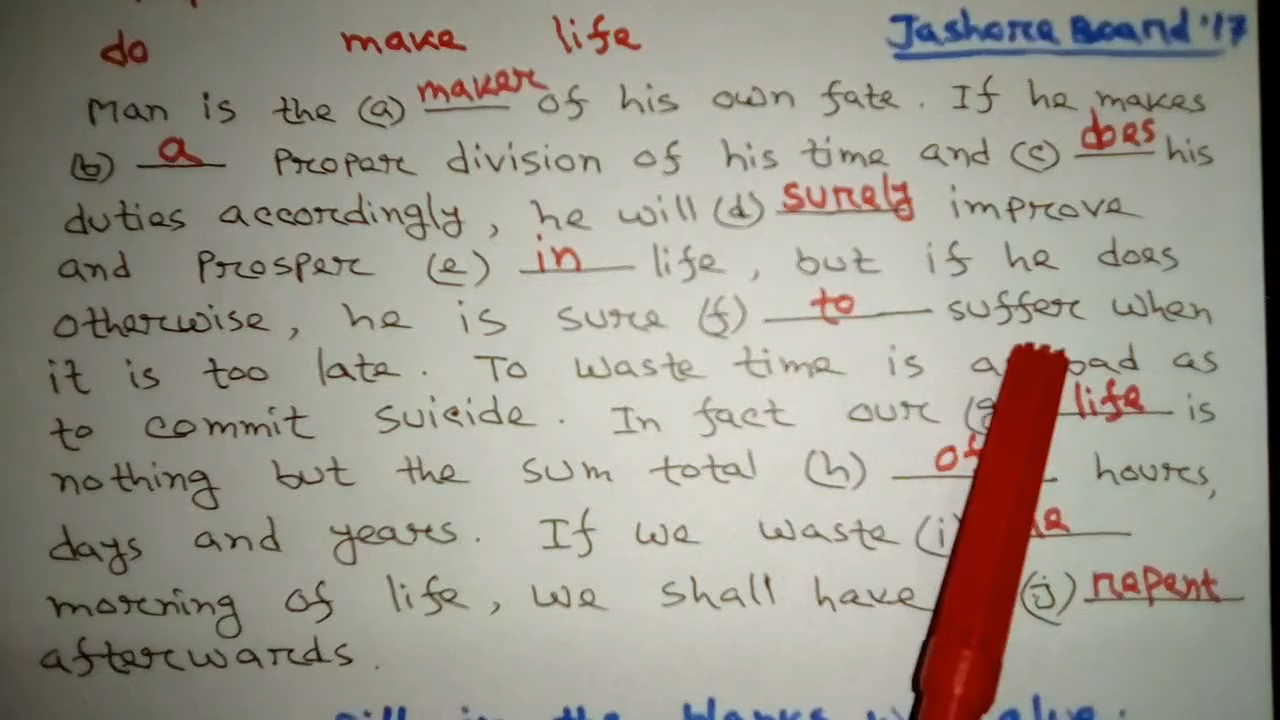 do make life Jashore Board '17
Man is the (a) maker of his own fate. If he makes
(b) a proper division of his time and (c) does his
duties accordingly, he will (d) surely improve
and prosper (e) in life, but if he does
otherwise, he is sure (f) to suffer when
it is too late. To waste time is bad as
to commit suicide. In fact our life is
nothing but the sum total (h) of hours,
days and years. If we waste (i)
morning of life, we shall have (j) repent
afterwards.
in the blanks